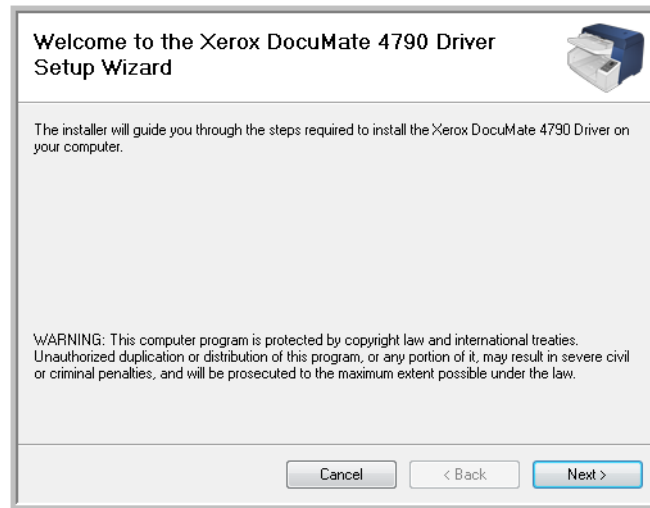 Welcome to the Xerox DocuMate 4790 Driver
Setup Wizard
The installer will guide you through the steps required to install the Xerox DocuMate 4790 Driver on
your computer.
WARNING: This computer program is protected by copyright law and international treaties.
Unauthorized duplication or distribution of this program, or any portion of it, may result in severe civil
or criminal penalties, and will be prosecuted to the maximum extent possible under the law.
Cancel
< Back
Next >